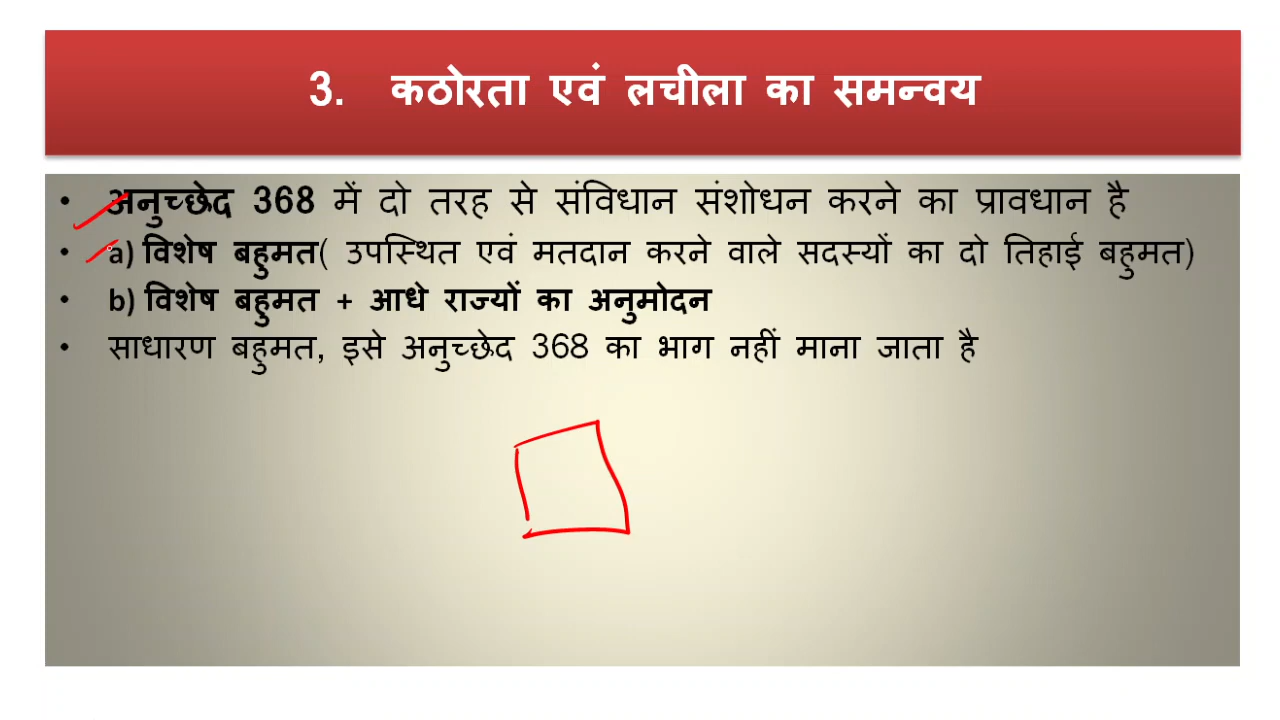 3. कठोरता एवं लचीला का समन्वय
• अनुच्छेद 368 में दो तरह से संविधान संशोधन करने का प्रावधान है
• a) विशेष बहुमत( उपस्थित एवं मतदान करने वाले सदस्यों का दो तिहाई बहुमत)
• b) विशेष बहुमत + आधे राज्यों का अनुमोदन
• साधारण बहुमत, इसे अनुच्छेद 368 का भाग नहीं माना जाता है